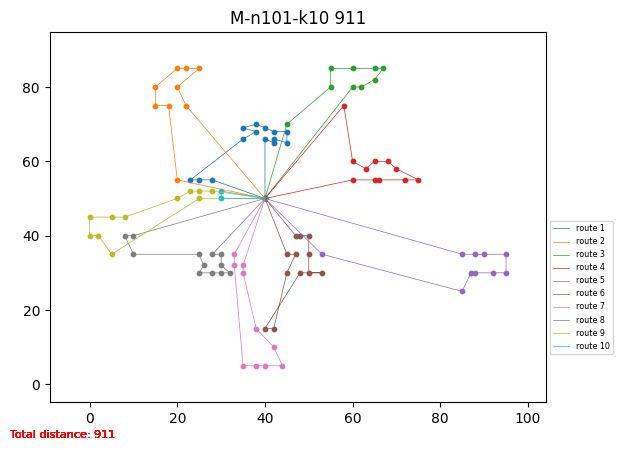 M-n101-k10 911
80
60
40
20
0
0 20 40 60 80 100
route 1
route 2
route 3
route 4
route 5
route 6
route 7
route 8
route 9
route 10
Total distance: 911